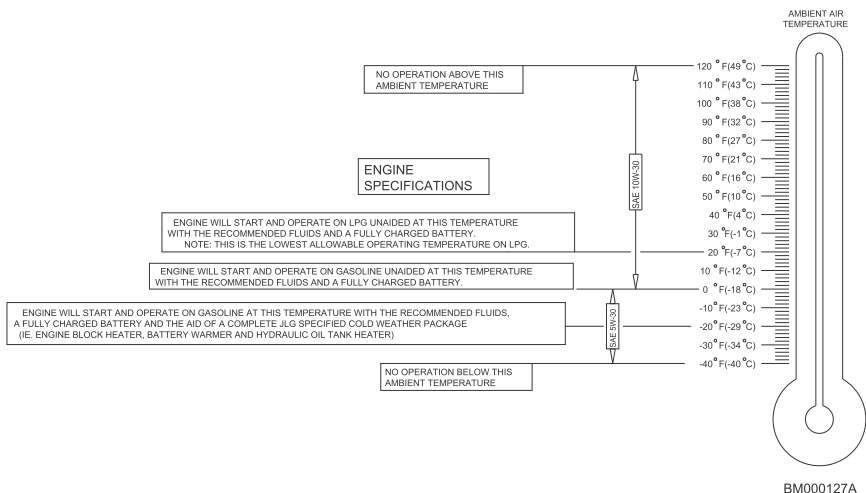 AMBIENT AIR
TEMPERATURE
NO OPERATION ABOVE THIS
AMBIENT TEMPERATURE
120 °F(49 °C)
110 °F(43 °C)
100 °F(38 °C)
90 °F(32 °C)
80 °F(27 °C)
70 °F(21 °C)
60 °F(16 °C)
50 °F(10 °C)
40 °F(4 °C)
30 °F(-1 °C)
20 °F(-7 °C)
10 °F(-12 °C)
0 °F(-18 °C)
-10 °F(-23 °C)
-20 °F(-29 °C)
-30 °F(-34 °C)
-40 °F(-40 °C)
SAE 10W-30
SAE 5W-30
ENGINE
SPECIFICATIONS
ENGINE WILL START AND OPERATE ON LPG UNAIDED AT THIS TEMPERATURE
WITH THE RECOMMENDED FLUIDS AND A FULLY CHARGED BATTERY.
NOTE: THIS IS THE LOWEST ALLOWABLE OPERATING TEMPERATURE ON LPG.
ENGINE WILL START AND OPERATE ON GASOLINE UNAIDED AT THIS TEMPERATURE
WITH THE RECOMMENDED FLUIDS AND A FULLY CHARGED BATTERY.
ENGINE WILL START AND OPERATE ON GASOLINE AT THIS TEMPERATURE WITH THE RECOMMENDED FLUIDS,
A FULLY CHARGED BATTERY AND THE AID OF A COMPLETE JLG SPECIFIED COLD WEATHER PACKAGE
(IE. ENGINE BLOCK HEATER, BATTERY WARMER AND HYDRAULIC OIL TANK HEATER)
NO OPERATION BELOW THIS
AMBIENT TEMPERATURE
BM000127A